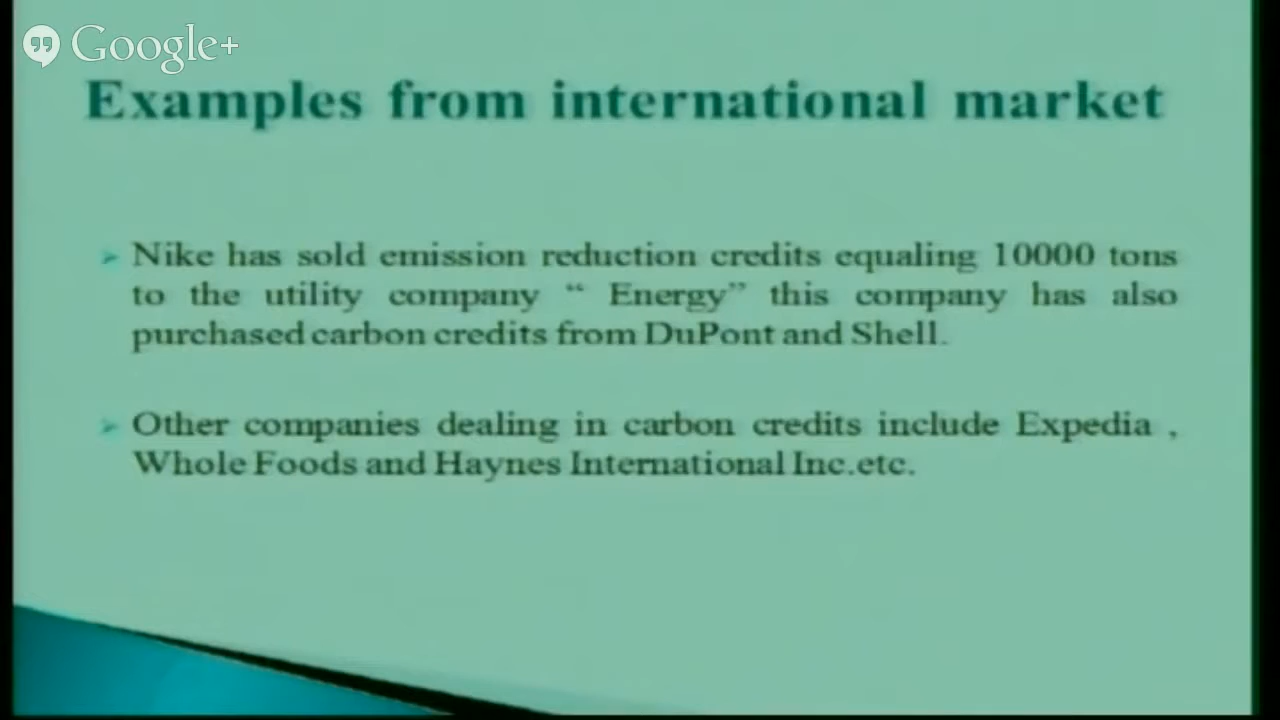 Google+
Examples from international market
Nike has sold emission reduction credits equaling 10000 tons
to the utility company “ Energy” this company has also
purchased carbon credits from DuPont and Shell.
Other companies dealing in carbon credits include Expedia ,
Whole Foods and Haynes International Inc.etc.